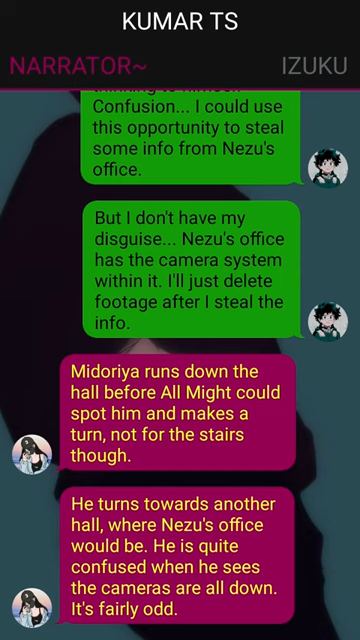 KUMAR TS
NARRATOR~
IZUKU
thinking to himself
Confusion... I could use
this opportunity to steal
some info from Nezu's
office.
But I don't have my
disguise... Nezu's office
has the camera system
within it. I'll just delete
footage after I steal the
info.
Midoriya runs down the
hall before All Might could
spot him and makes a
turn, not for the stairs
though.
He turns towards another
hall, where Nezu's office
would be. He is quite
confused when he sees
the cameras are all down.
It's fairly odd.